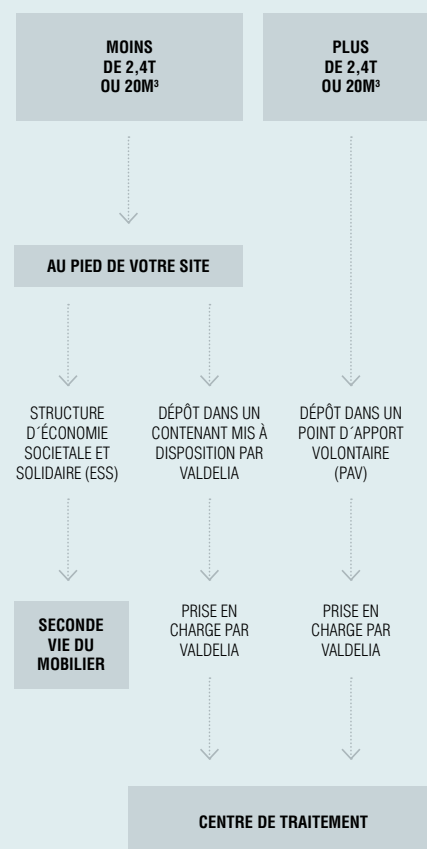 MOINS
DE 2,4T
OU 20M³
PLUS
DE 2,4T
OU 20M³
AU PIED DE VOTRE SITE
STRUCTURE
D´ÉCONOMIE
SOCIETALE ET
SOLIDAIRE (ESS)
DÉPÔT DANS UN
CONTENANT MIS À
DISPOSITION PAR
VALDELIA
DÉPÔT DANS UN
POINT D´APPORT
VOLONTAIRE
(PAV)
SECONDE
VIE DU
MOBILIER
PRISE EN
CHARGE PAR
VALDELIA
PRISE EN
CHARGE PAR
VALDELIA
CENTRE DE TRAITEMENT